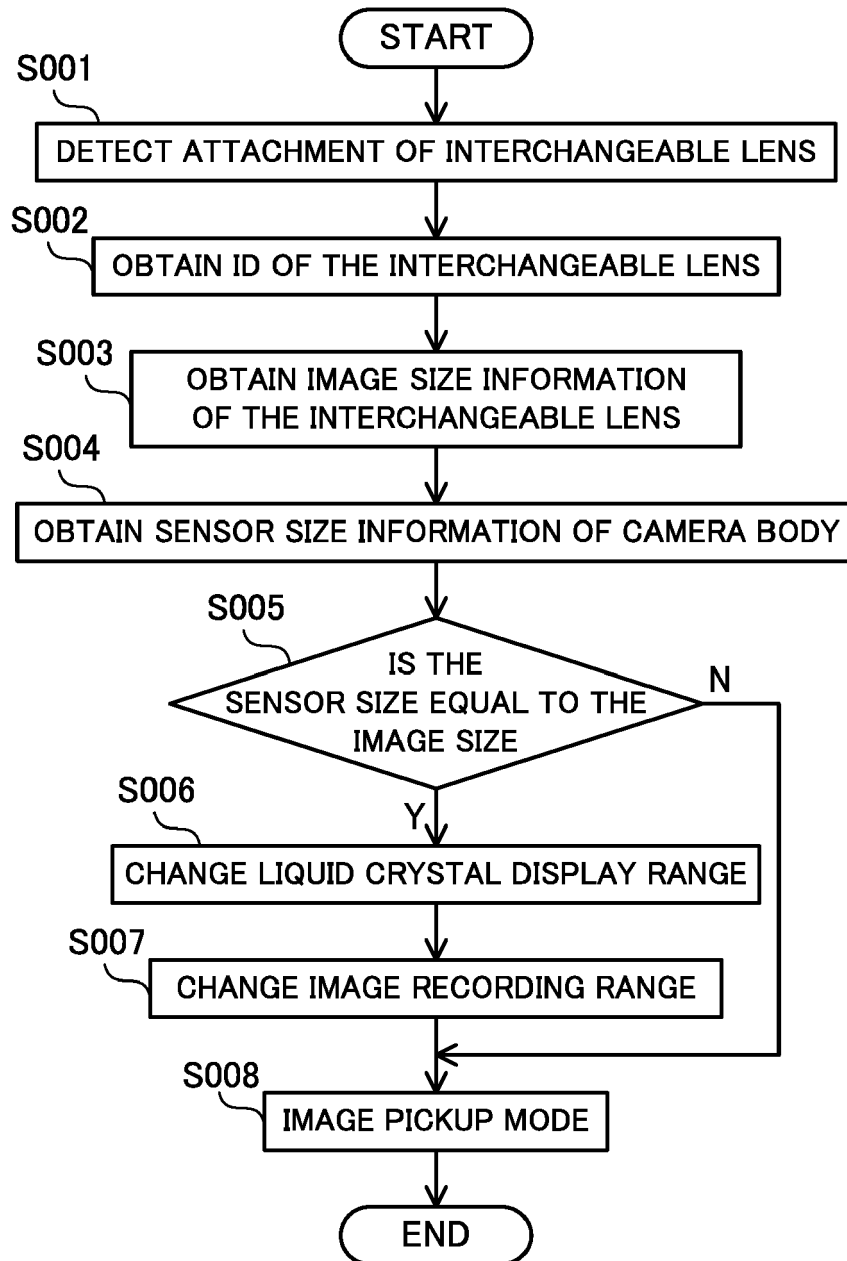 START
S001
DETECT ATTACHMENT OF INTERCHANGEABLE LENS
S002
OBTAIN ID OF THE INTERCHANGEABLE LENS
S003
OBTAIN IMAGE SIZE INFORMATION
OF THE INTERCHANGEABLE LENS
S004
OBTAIN SENSOR SIZE INFORMATION OF CAMERA BODY
S005
IS THE
SENSOR SIZE EQUAL TO THE
IMAGE SIZE
N
Y
S006
CHANGE LIQUID CRYSTAL DISPLAY RANGE
S007
CHANGE IMAGE RECORDING RANGE
S008
IMAGE PICKUP MODE
END